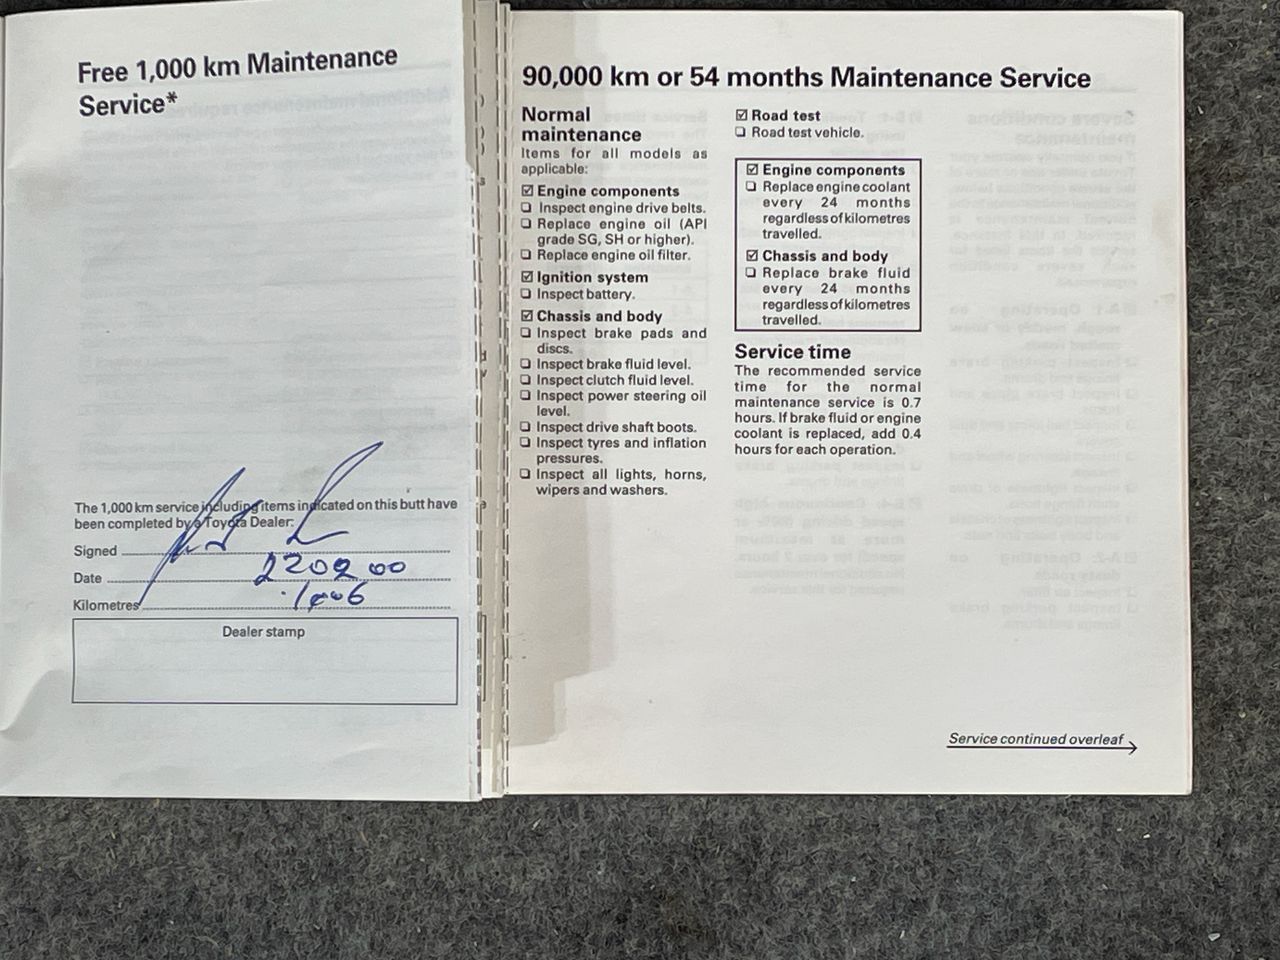 Free 1,000 km Maintenance
Service*
The 1,000 km service including items indicated on this butt have
been completed by a Toyota Dealer:
Signed
Date
Kilometres
Dealer stamp
90,000 km or 54 months Maintenance Service
Normal
maintenance
Items for all models as
applicable:
☑ Engine components
❏ Inspect engine drive belts.
❏ Replace engine oil (API
grade SG, SH or higher).
❏ Replace engine oil filter.
☑ Ignition system
❏ Inspect battery.
☑ Chassis and body
❏ Inspect brake pads and
discs.
❏ Inspect brake fluid level.
❏ Inspect clutch fluid level.
❏ Inspect power steering oil
level.
❏ Inspect drive shaft boots.
❏ Inspect tyres and inflation
pressures.
❏ Inspect all lights, horns,
wipers and washers.
☑ Road test
❏ Road test vehicle.
☑ Engine components
❏ Replace engine coolant
every 24 months
regardless of kilometres
travelled.
☑ Chassis and body
❏ Replace brake fluid
every 24 months
regardless of kilometres
travelled.
Service time
The recommended service
time for the normal
maintenance service is 0.7
hours. If brake fluid or engine
coolant is replaced, add 0.4
hours for each operation.
Service continued overleaf